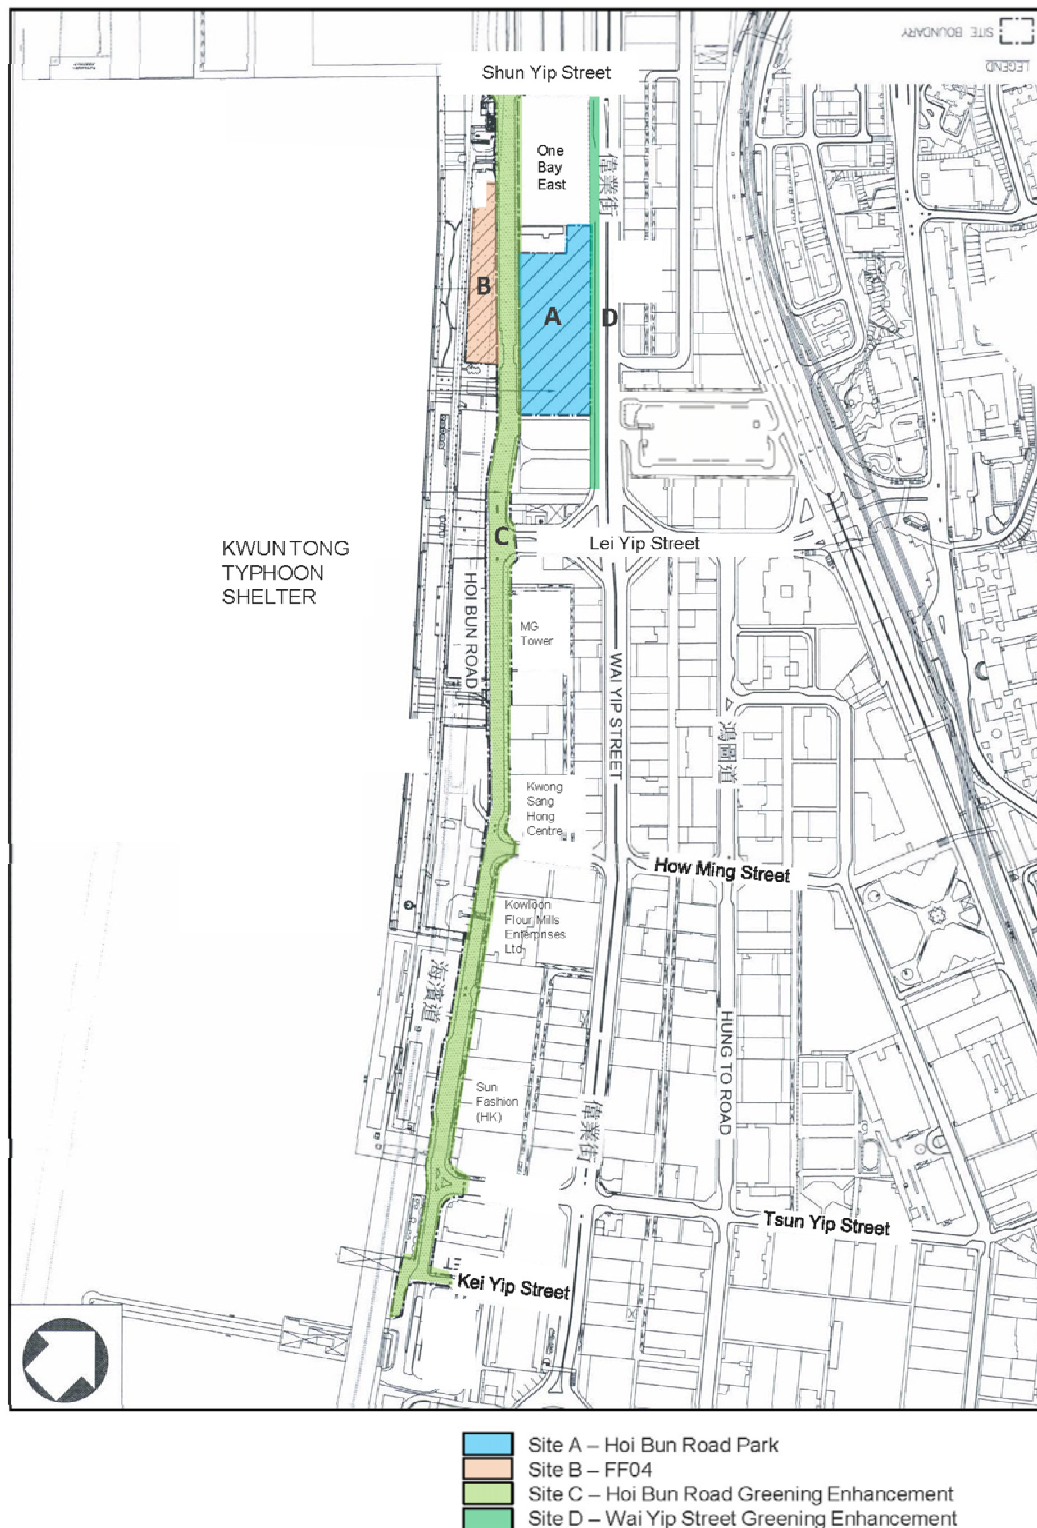 SITE BOUNDARY
LEGEND
Shun Yip Street
One
Bay
East
偉業街
B
A
D
C
Lei Yip Street
KWUN TONG
TYPHOON
SHELTER
HOI BUN ROAD
MG
Tower
WAI YIP STREET
鴻圖道
Kwong
Sang
Hong
Centre
How Ming Street
Kowloon
Flour Mills
Enterprises
Ltd
海濱道
HUNG TO ROAD
Sun
Fashion
(HK)
偉業街
Tsun Yip Street
Kei Yip Street
Site A – Hoi Bun Road Park
Site B – FF04
Site C – Hoi Bun Road Greening Enhancement
Site D – Wai Yip Street Greening Enhancement